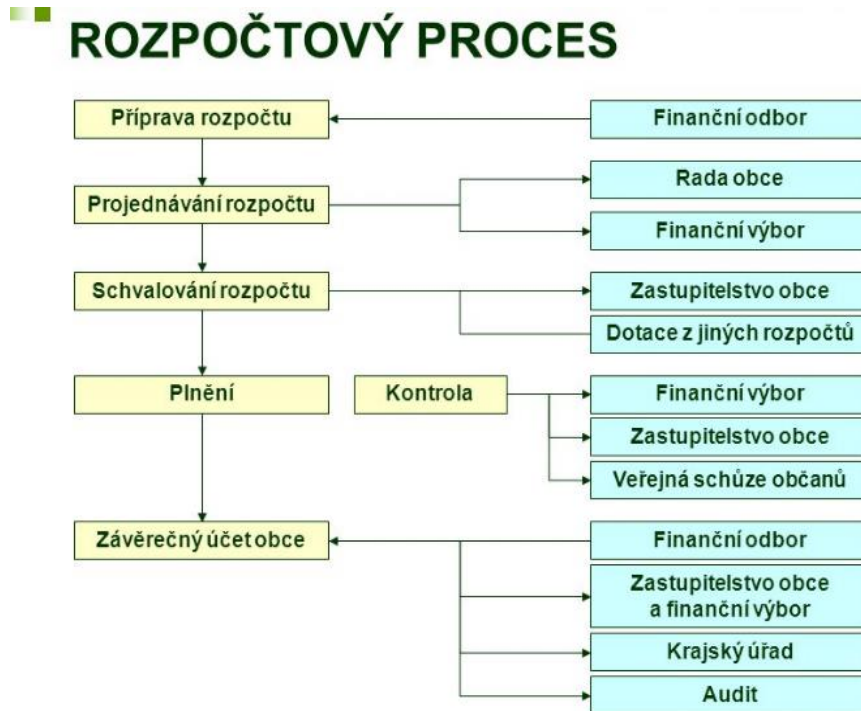 ROZPOČTOVÝ PROCES
Příprava rozpočtu
Finanční odbor
Rada obce
Projednávání rozpočtu
Finanční výbor
Schvalování rozpočtu
Zastupitelstvo obce
Dotace z jiných rozpočtů
Plnění
Kontrola
Finanční výbor
Zastupitelstvo obce
Veřejná schůze občanů
Závěrečný účet obce
Finanční odbor
Zastupitelstvo obce
a finanční výbor
Krajský úřad
Audit